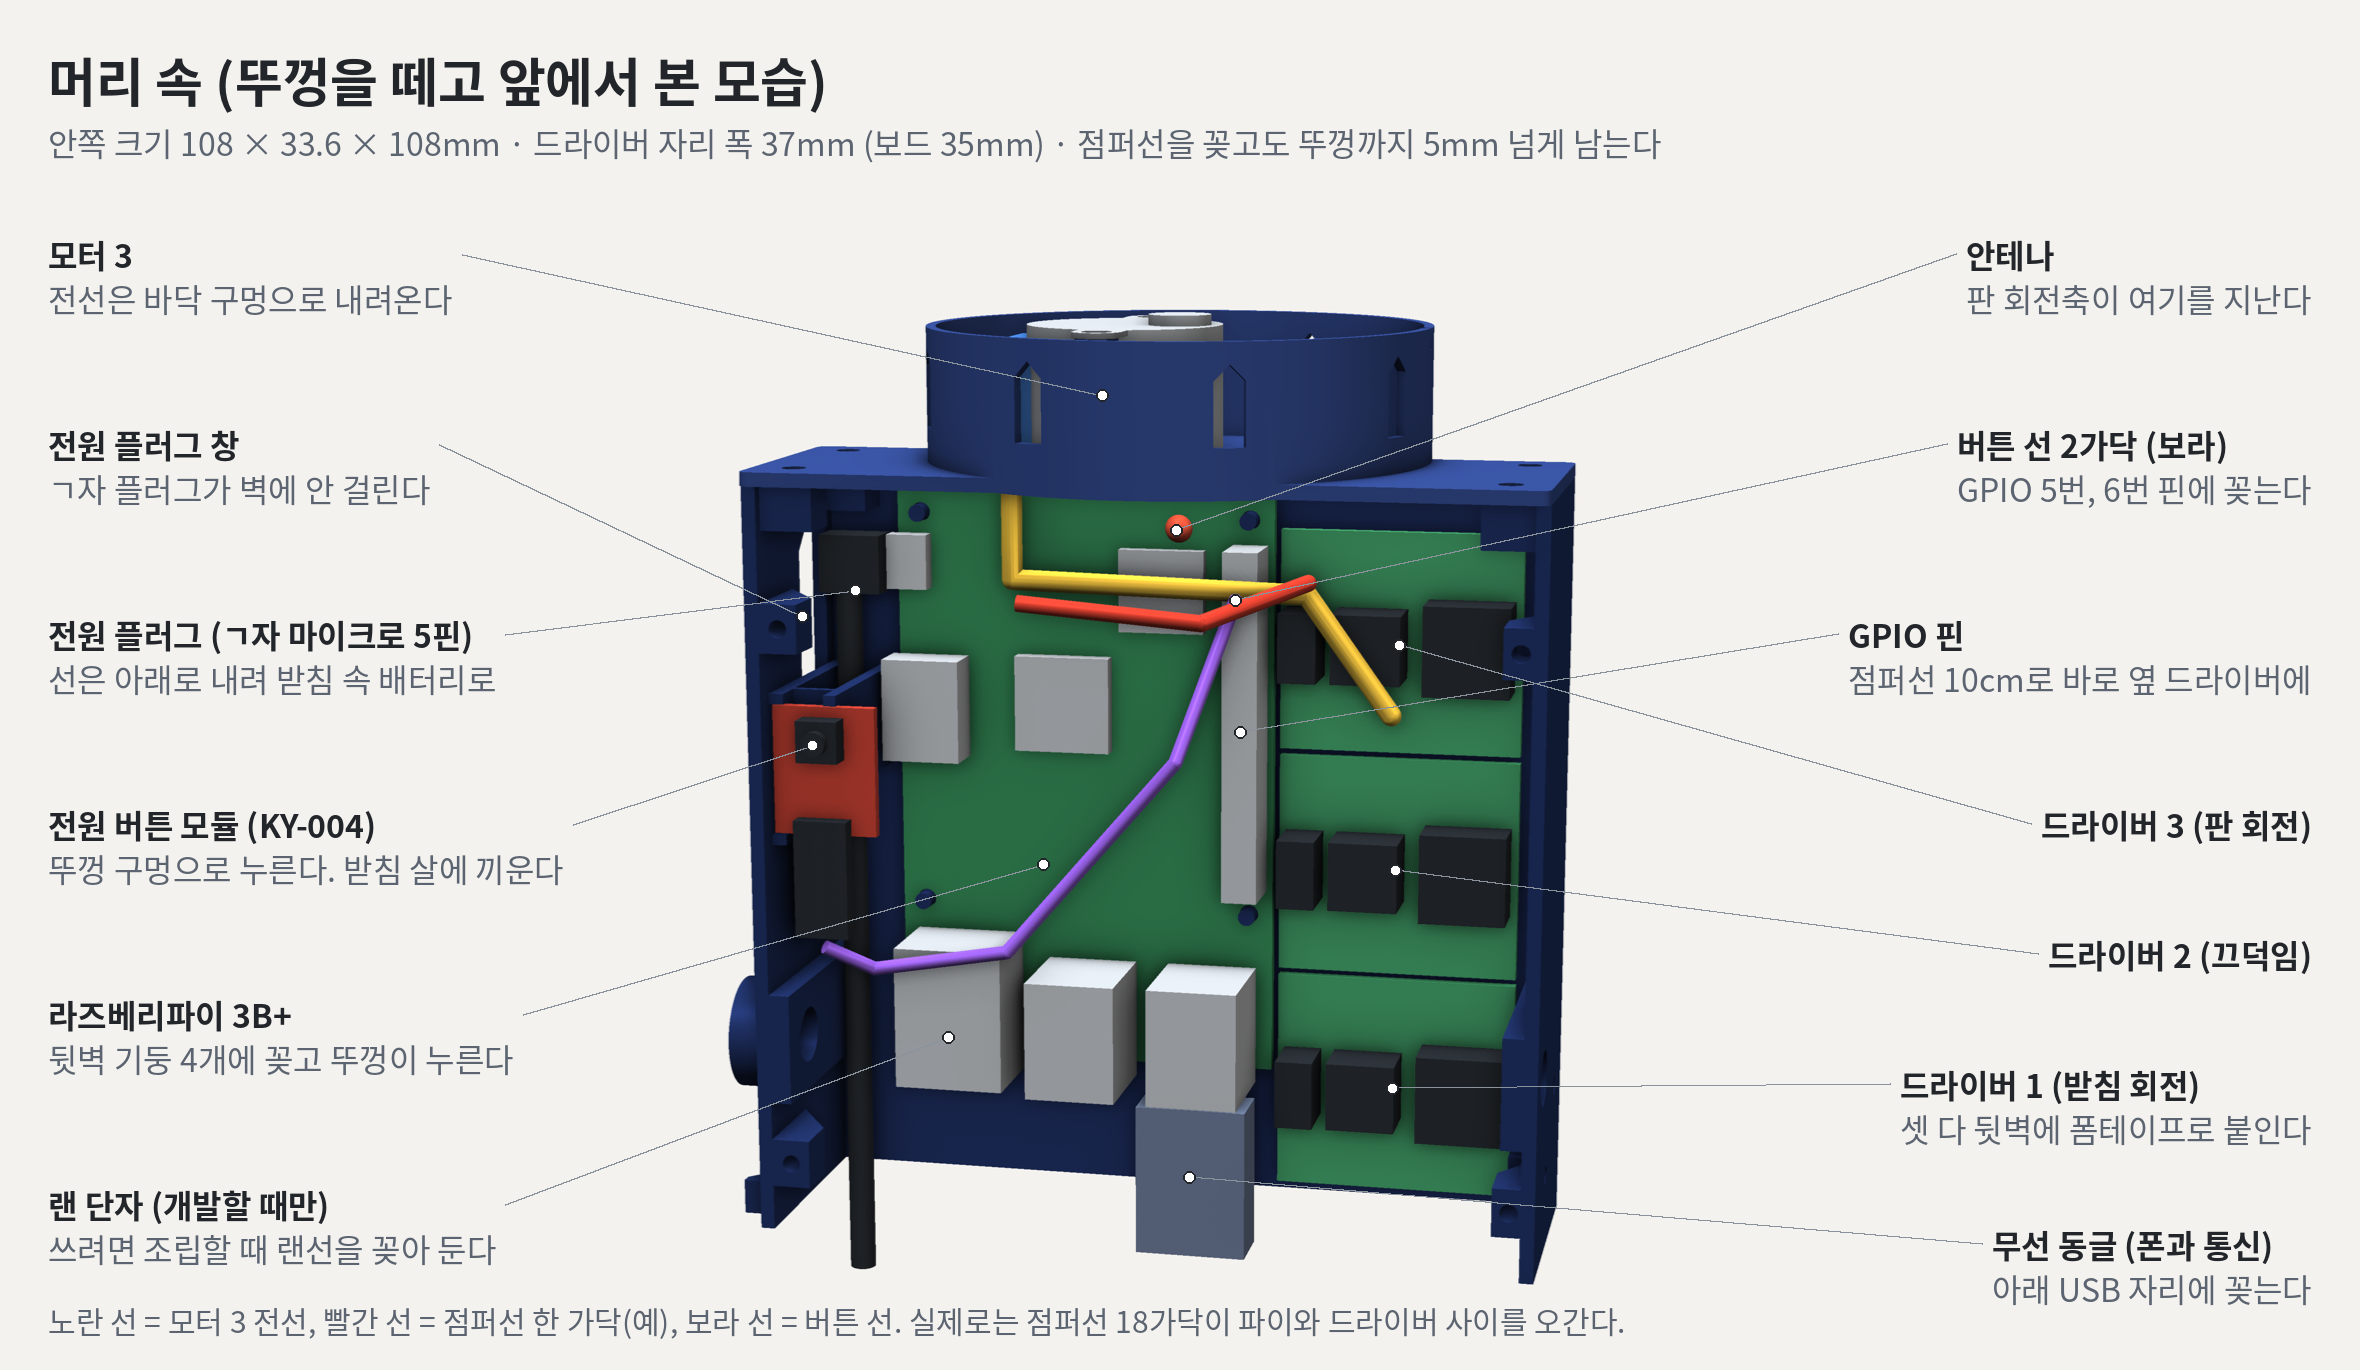 머리 속 (뚜껑을 떼고 앞에서 본 모습)
안쪽 크기 108 × 33.6 × 108mm · 드라이버 자리 폭 37mm (보드 35mm) · 점퍼선을 꽂고도 뚜껑까지 5mm 넘게 남는다
모터 3
전선은 바닥 구멍으로 내려온다
전원 플러그 창
ㄱ자 플러그가 벽에 안 걸린다
전원 플러그 (ㄱ자 마이크로 5핀)
선은 아래로 내려 받침 속 배터리로
전원 버튼 모듈 (KY-004)
뚜껑 구멍으로 누른다. 받침 살에 끼운다
라즈베리파이 3B+
뒷벽 기둥 4개에 꽂고 뚜껑이 누른다
랜 단자 (개발할 때만)
쓰려면 조립할 때 랜선을 꽂아 둔다
안테나
판 회전축이 여기를 지난다
버튼 선 2가닥 (보라)
GPIO 5번, 6번 핀에 꽂는다
GPIO 핀
점퍼선 10cm로 바로 옆 드라이버에
드라이버 3 (판 회전)
드라이버 2 (끄덕임)
드라이버 1 (받침 회전)
셋 다 뒷벽에 폼테이프로 붙인다
무선 동글 (폰과 통신)
아래 USB 자리에 꽂는다
노란 선 = 모터 3 전선, 빨간 선 = 점퍼선 한 가닥(예), 보라 선 = 버튼 선. 실제로는 점퍼선 18가닥이 파이와 드라이버 사이를 오간다.